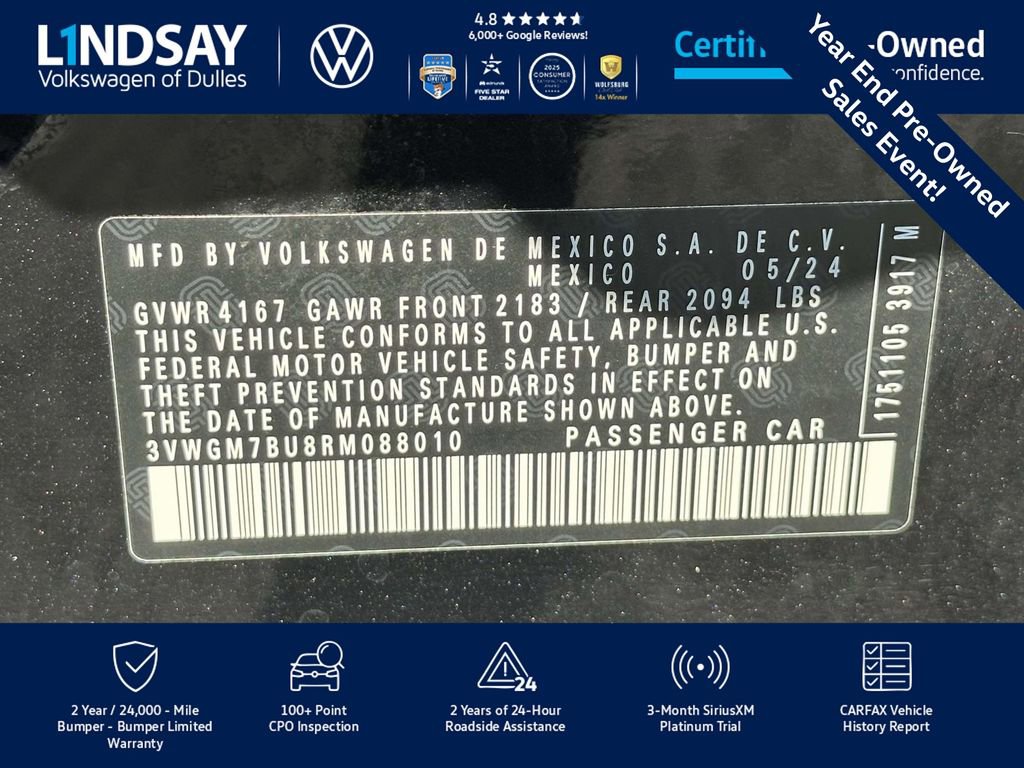 L1NDSAY
Volkswagen of Dulles
4.8
6,000+ Google Reviews!
FIVE STAR
DEALER
2025
CONSUMER
SATISFACTION
WOLFSBURG
14x Winner
-Owned
onfidence.
Year End Pre-Owned
Sales Event!
MFD BY VOLKSWAGEN DE MEXICO S.A. DE C.V.
MEXICO 05/24
GVWR 4167 GAWR FRONT 2183 / REAR 2094 LBS
THIS VEHICLE CONFORMS TO ALL APPLICABLE U.S.
FEDERAL MOTOR VEHICLE SAFETY, BUMPER AND
THEFT PREVENTION STANDARDS IN EFFECT ON
THE DATE OF MANUFACTURE SHOWN ABOVE.
3VWGM7BU8RM088010 PASSENGER CAR
1751105 3917 M
2 Year / 24,000 - Mile
Bumper - Bumper Limited
Warranty
100+ Point
CPO Inspection
24
2 Years of 24-Hour
Roadside Assistance
3-Month SiriusXM
Platinum Trial
CARFAX Vehicle
History Report